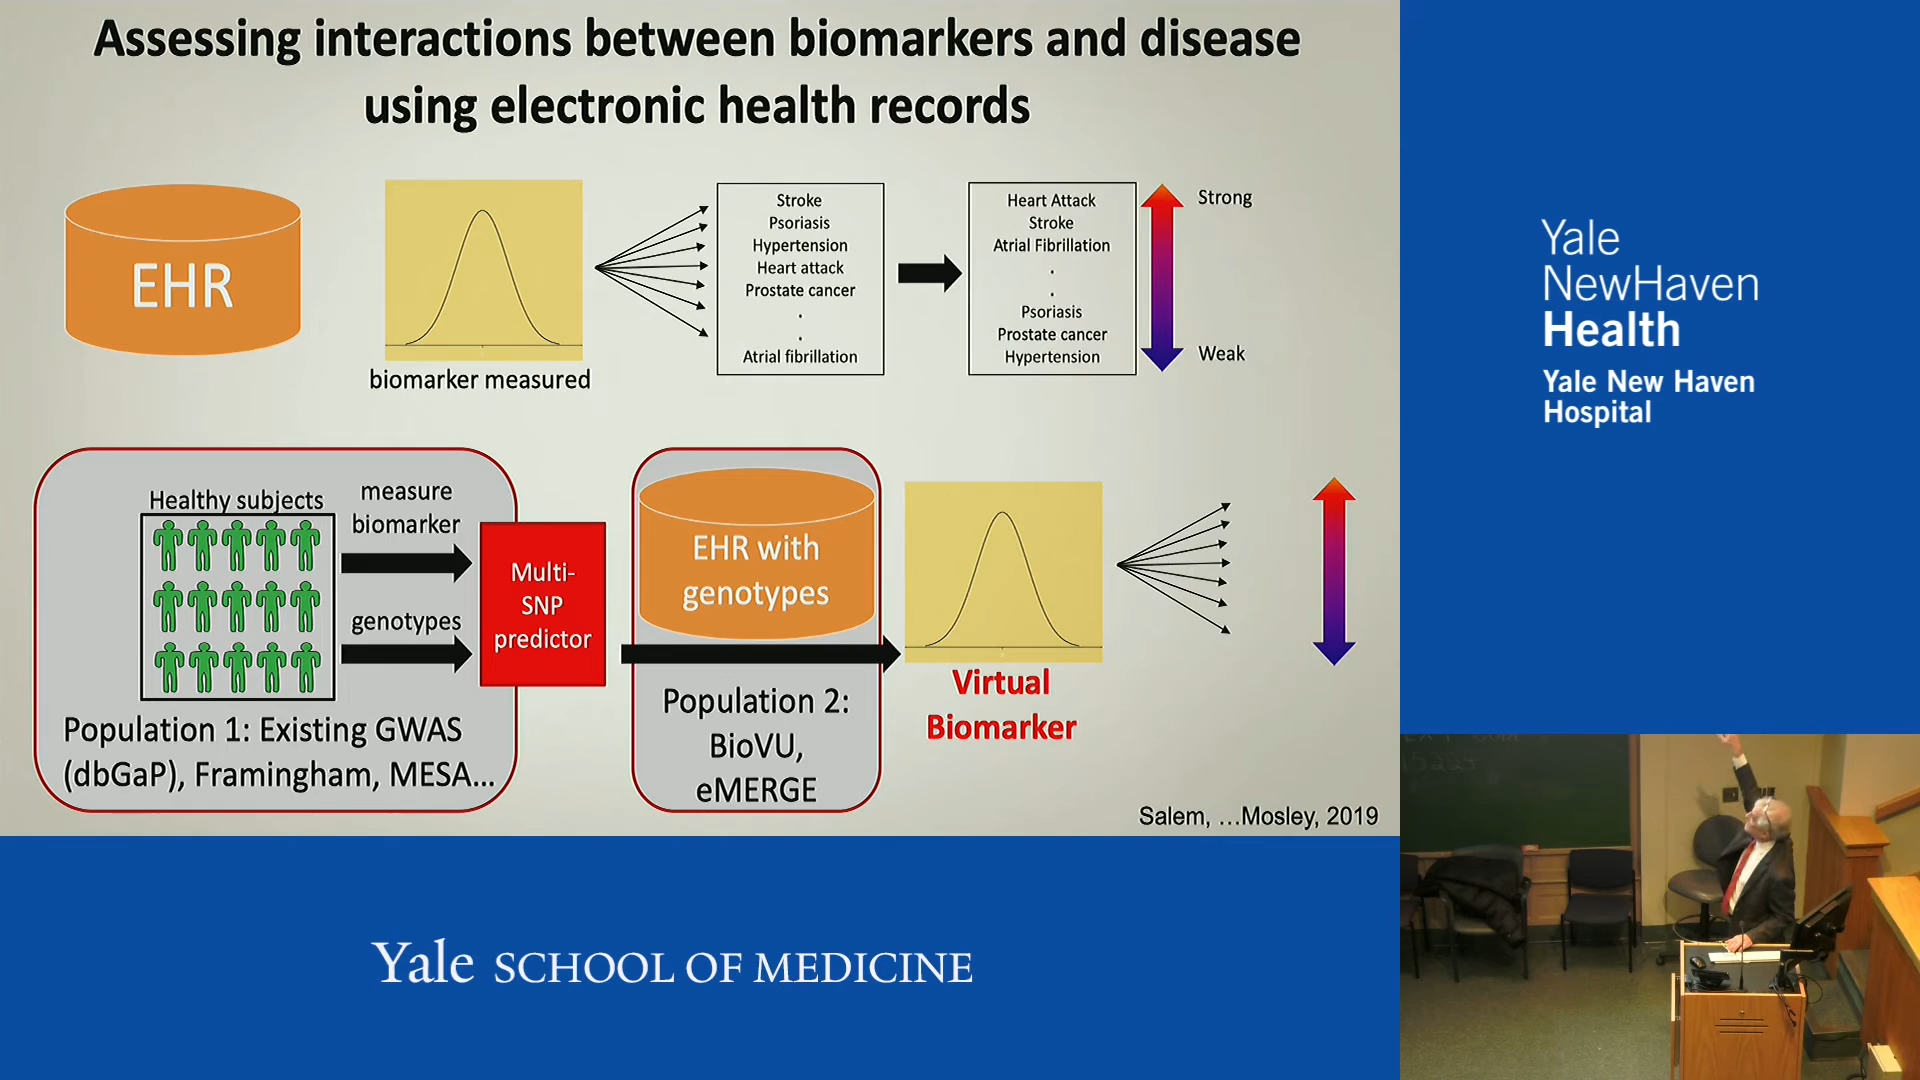 Assessing interactions between biomarkers and disease
using electronic health records
EHR
biomarker measured
Stroke
Psoriasis
Hypertension
Heart attack
Prostate cancer
.
.
Atrial fibrillation
Heart Attack
Stroke
Atrial Fibrillation
.
.
Psoriasis
Prostate cancer
Hypertension
Strong
Weak
Healthy subjects
measure
biomarker
genotypes
Multi-
SNP
predictor
Population 1: Existing GWAS
(dbGaP), Framingham, MESA...
EHR with
genotypes
Population 2:
BioVU,
eMERGE
Virtual
Biomarker
Salem, ...Mosley, 2019
Yale
NewHaven
Health
Yale New Haven
Hospital
Yale SCHOOL OF MEDICINE